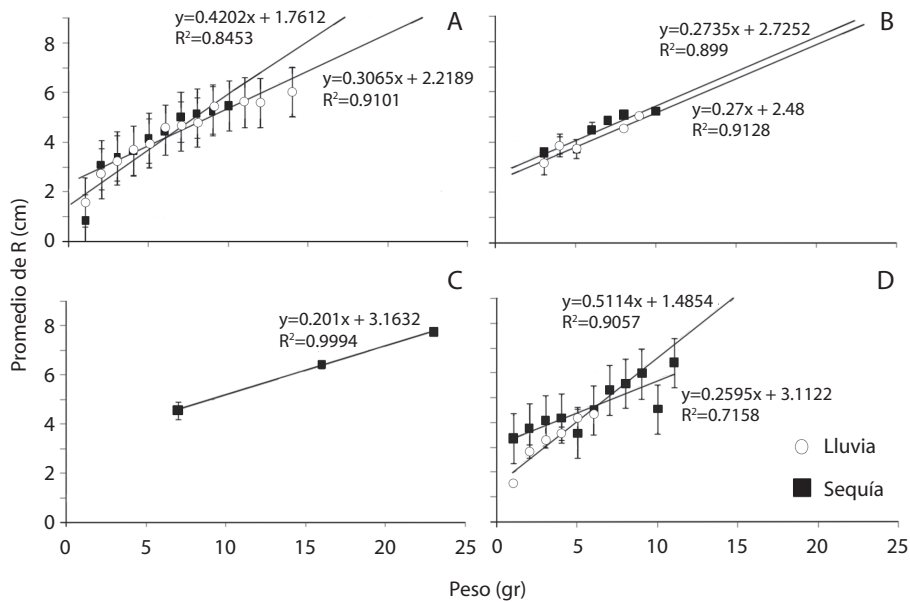 A
y=0.4202x + 1.7612
R²=0.8453
y=0.3065x + 2.2189
R²=0.9101
8
6
4
2
0
B
y=0.2735x + 2.7252
R²=0.899
y=0.27x + 2.48
R²=0.9128
Promedio de R (cm)
C
y=0.201x + 3.1632
R²=0.9994
8
6
4
2
0
0 5 10 15 20 25
D
y=0.5114x + 1.4854
R²=0.9057
y=0.2595x + 3.1122
R²=0.7158
Lluvia
Sequía
0 5 10 15 20 25
Peso (gr)